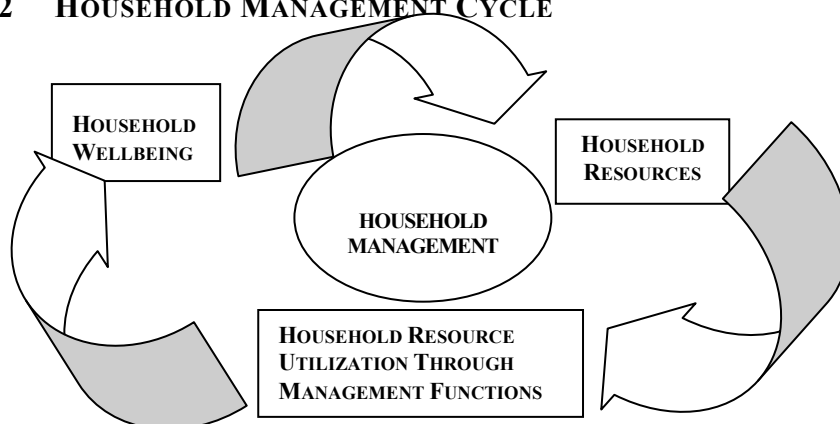 2 HOUSEHOLD MANAGEMENT CYCLE
HOUSEHOLD
WELLBEING
HOUSEHOLD
RESOURCES
HOUSEHOLD
MANAGEMENT
HOUSEHOLD RESOURCE
UTILIZATION THROUGH
MANAGEMENT FUNCTIONS